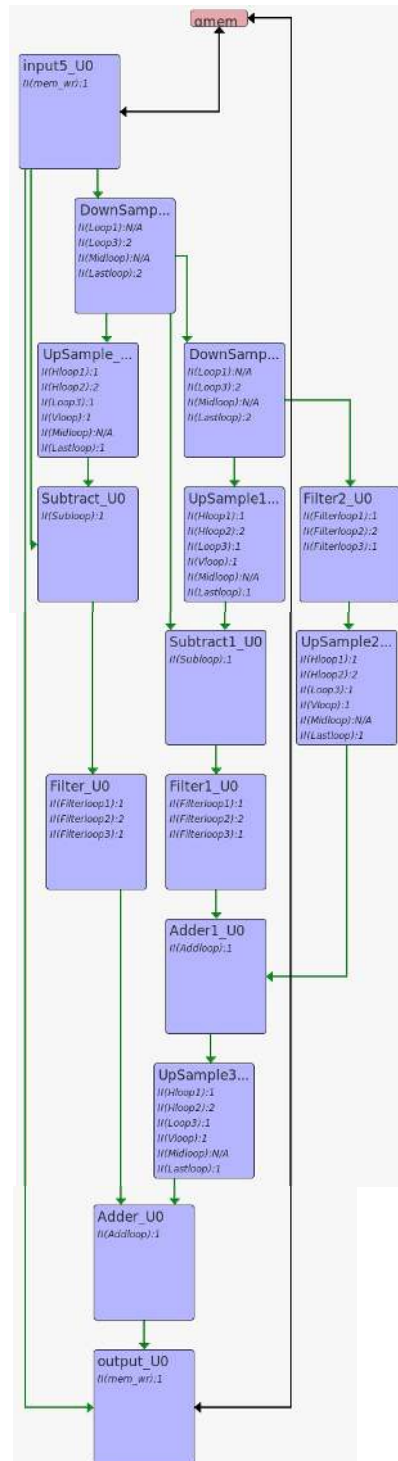 gmem
input5_U0
II(mem_wr):1
DownSamp...
II(Loop1):N/A
II(Loop3):2
II(Midloop):N/A
II(Lastloop):2
UpSample_...
II(Hloop1):1
II(Hloop2):2
II(Loop3):1
II(Vloop):1
II(Midloop):N/A
II(Lastloop):1
DownSamp...
II(Loop1):N/A
II(Loop3):2
II(Midloop):N/A
II(Lastloop):2
Subtract_U0
II(Subloop):1
UpSample1...
II(Hloop1):1
II(Hloop2):2
II(Loop3):1
II(Vloop):1
II(Midloop):N/A
II(Lastloop):1
Filter2_U0
II(Filterloop1):1
II(Filterloop2):2
II(Filterloop3):1
Subtract1_U0
II(Subloop):1
UpSample2...
II(Hloop1):1
II(Hloop2):2
II(Loop3):1
II(Vloop):1
II(Midloop):N/A
II(Lastloop):1
Filter_U0
II(Filterloop1):1
II(Filterloop2):2
II(Filterloop3):1
Filter1_U0
II(Filterloop1):1
II(Filterloop2):2
II(Filterloop3):1
Adder1_U0
II(Addloop):1
UpSample3...
II(Hloop1):1
II(Hloop2):2
II(Loop3):1
II(Vloop):1
II(Midloop):N/A
II(Lastloop):1
Adder_U0
II(Addloop):1
output_U0
II(mem_wr):1